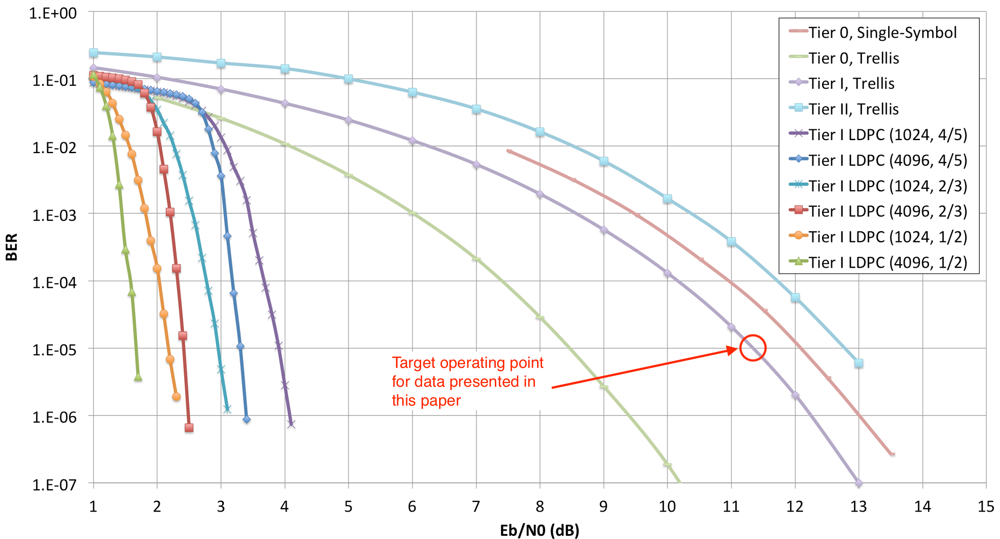 1.E+00
1.E-01
1.E-02
1.E-03
1.E-04
1.E-05
1.E-06
1.E-07
BER
1 2 3 4 5 6 7 8 9 10 11 12 13 14 15
Eb/N0 (dB)
Tier 0, Single-Symbol
Tier 0, Trellis
Tier I, Trellis
Tier II, Trellis
Tier I LDPC (1024, 4/5)
Tier I LDPC (4096, 4/5)
Tier I LDPC (1024, 2/3)
Tier I LDPC (4096, 2/3)
Tier I LDPC (1024, 1/2)
Tier I LDPC (4096, 1/2)
Target operating point
for data presented in
this paper